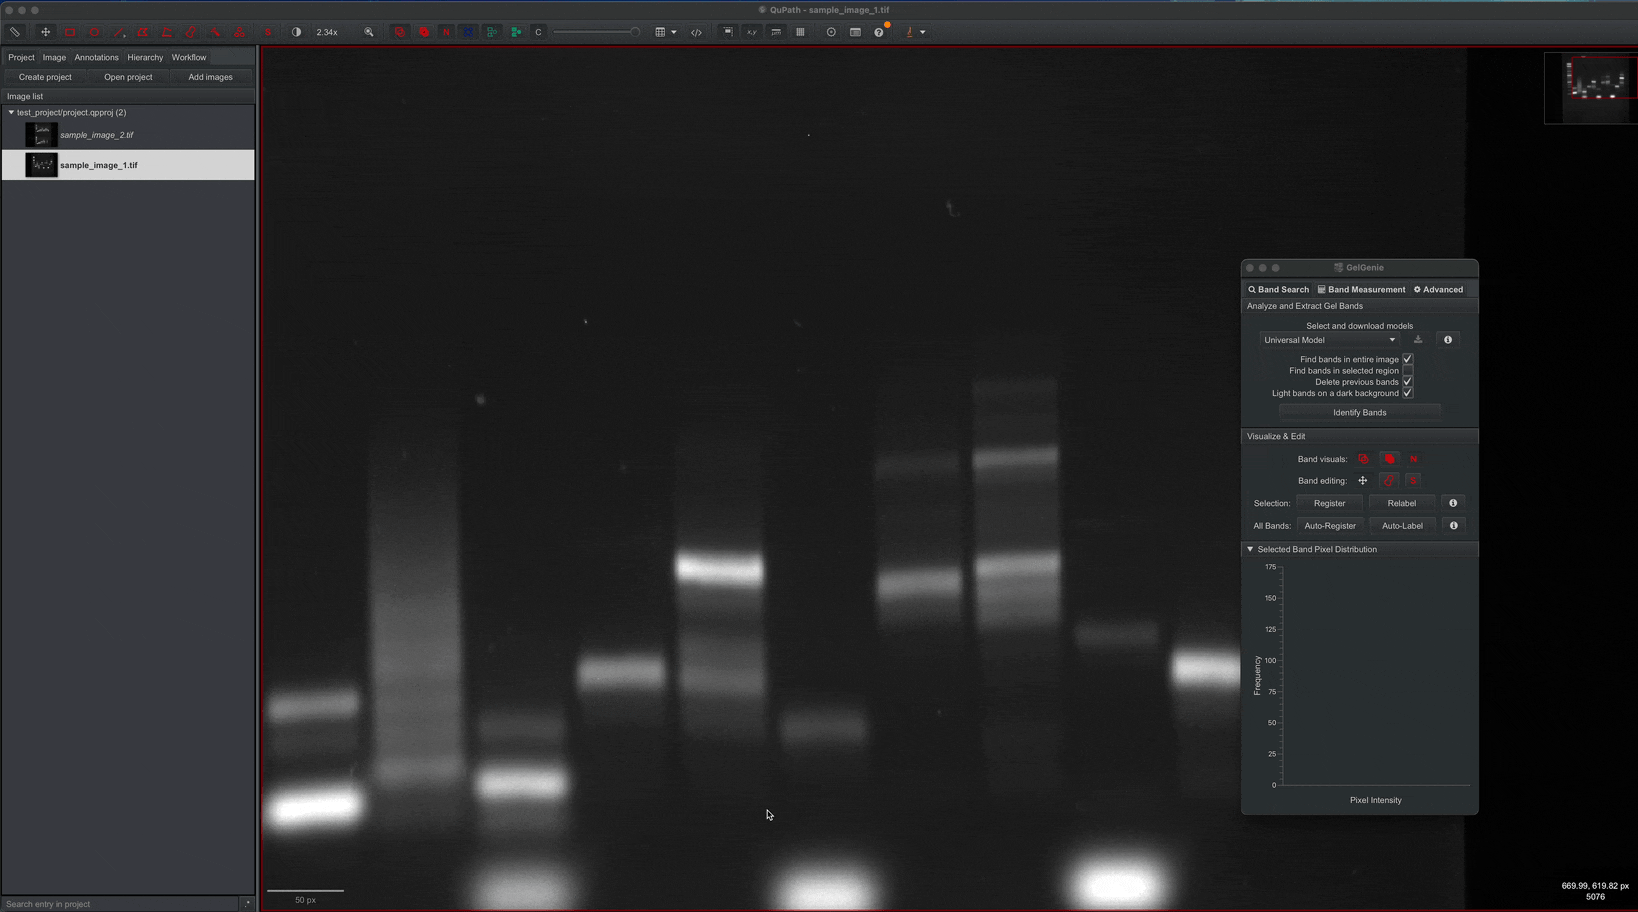 QuPath - sample_image_1.tif
2.34x
N
C
x,y
Project Image Annotations Hierarchy Workflow
Create project Open project Add images
Image list
test_project/project.qpproj (2)
sample_image_2.tif
sample_image_1.tif
GelGenie
Band Search Band Measurement Advanced
Analyze and Extract Gel Bands
Select and download models
Universal Model
Find bands in entire image
Find bands in selected region
Delete previous bands
Light bands on a dark background
Identify Bands
Visualize & Edit
Band visuals: N
Band editing:
Selection: Register Relabel
All Bands: Auto-Register Auto-Label
Selected Band Pixel Distribution
175
150
125
100
75
50
25
0
Frequency
Pixel Intensity
50 px
669.99, 619.82 px
5076
Search entry in project
.*